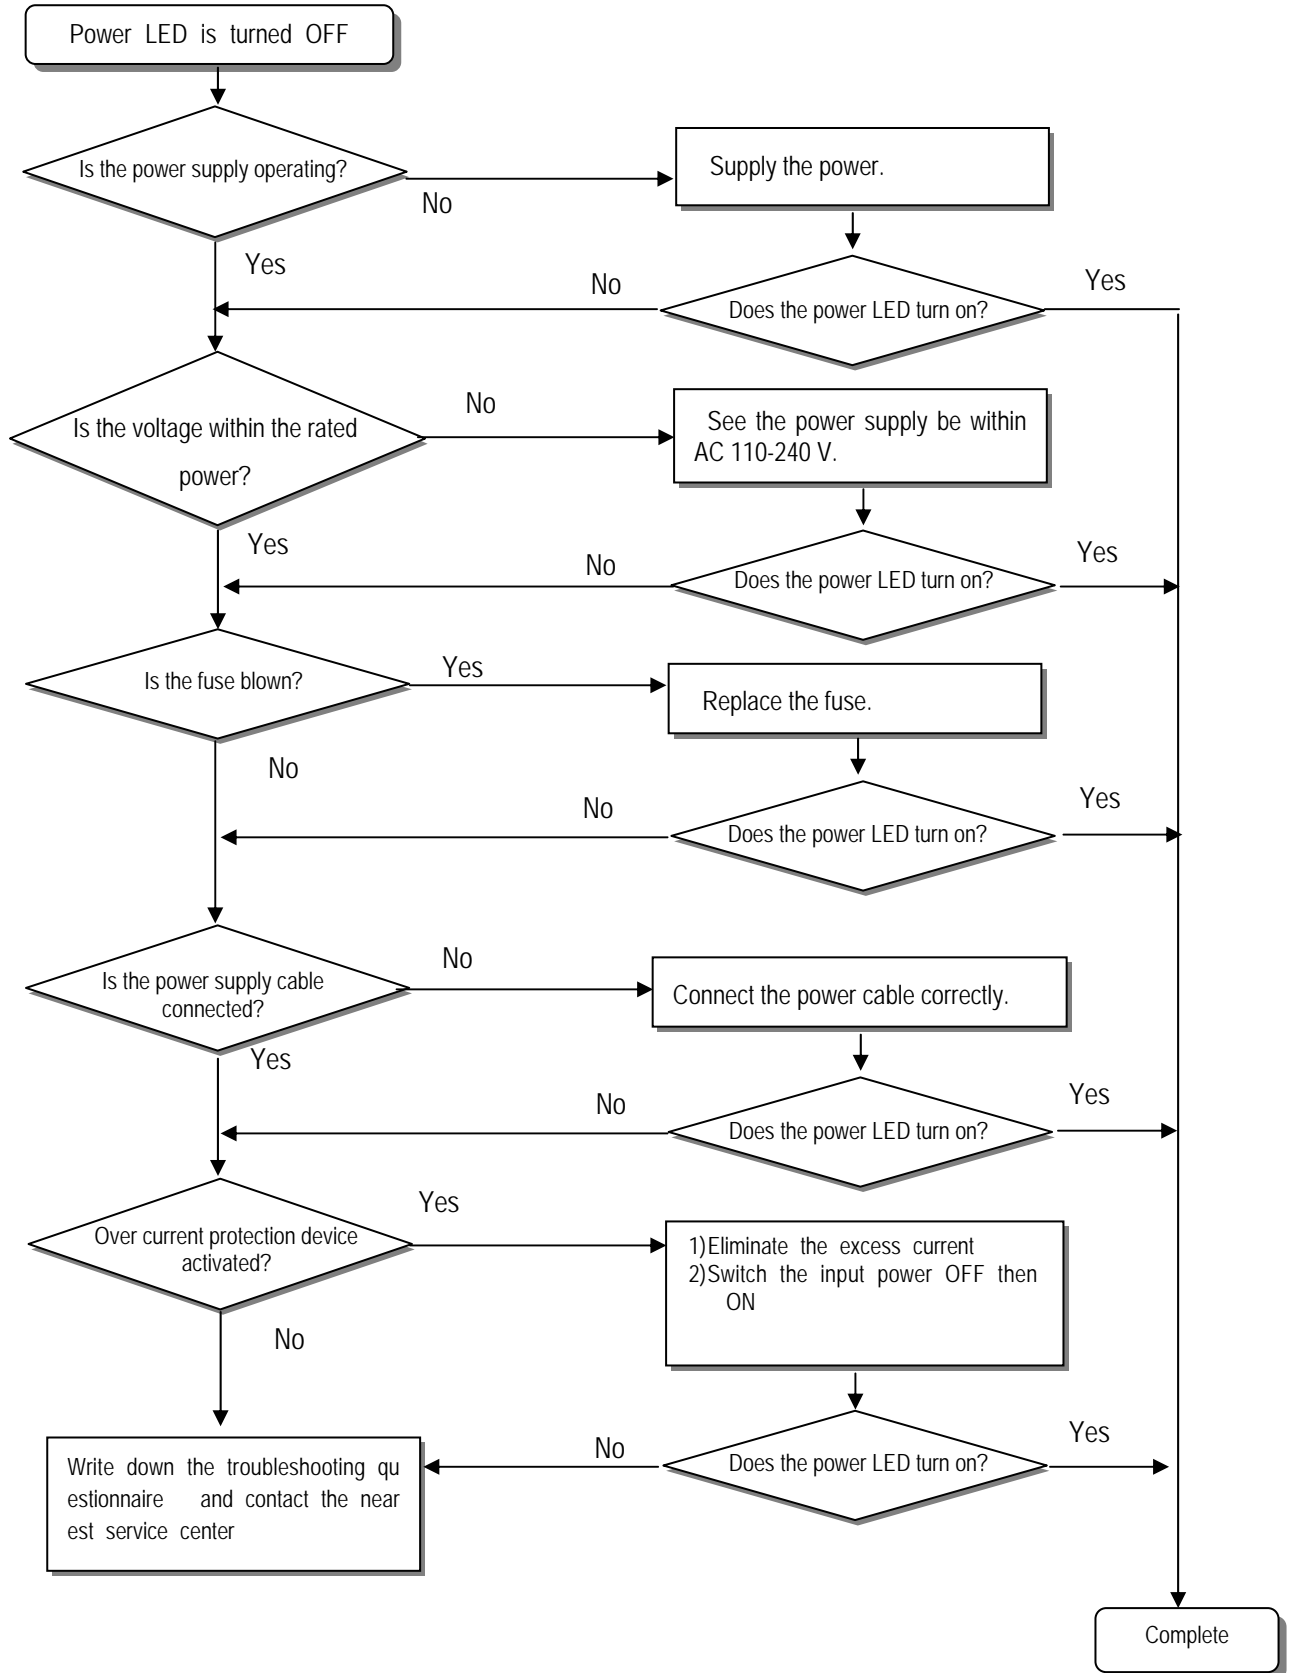 Power LED is turned OFF
Is the power supply operating?
No
Supply the power.
Yes
No
Does the power LED turn on?
Yes
Is the voltage within the rated
power?
No
See the power supply be within
AC 110-240 V.
Yes
No
Does the power LED turn on?
Yes
Is the fuse blown?
Yes
Replace the fuse.
No
No
Does the power LED turn on?
Yes
Is the power supply cable
connected?
No
Connect the power cable correctly.
Yes
No
Does the power LED turn on?
Yes
Over current protection device
activated?
Yes
1)Eliminate the excess current
2)Switch the input power OFF then
ON
No
No
Does the power LED turn on?
Yes
Write down the troubleshooting qu
estionnaire and contact the near
est service center
Complete